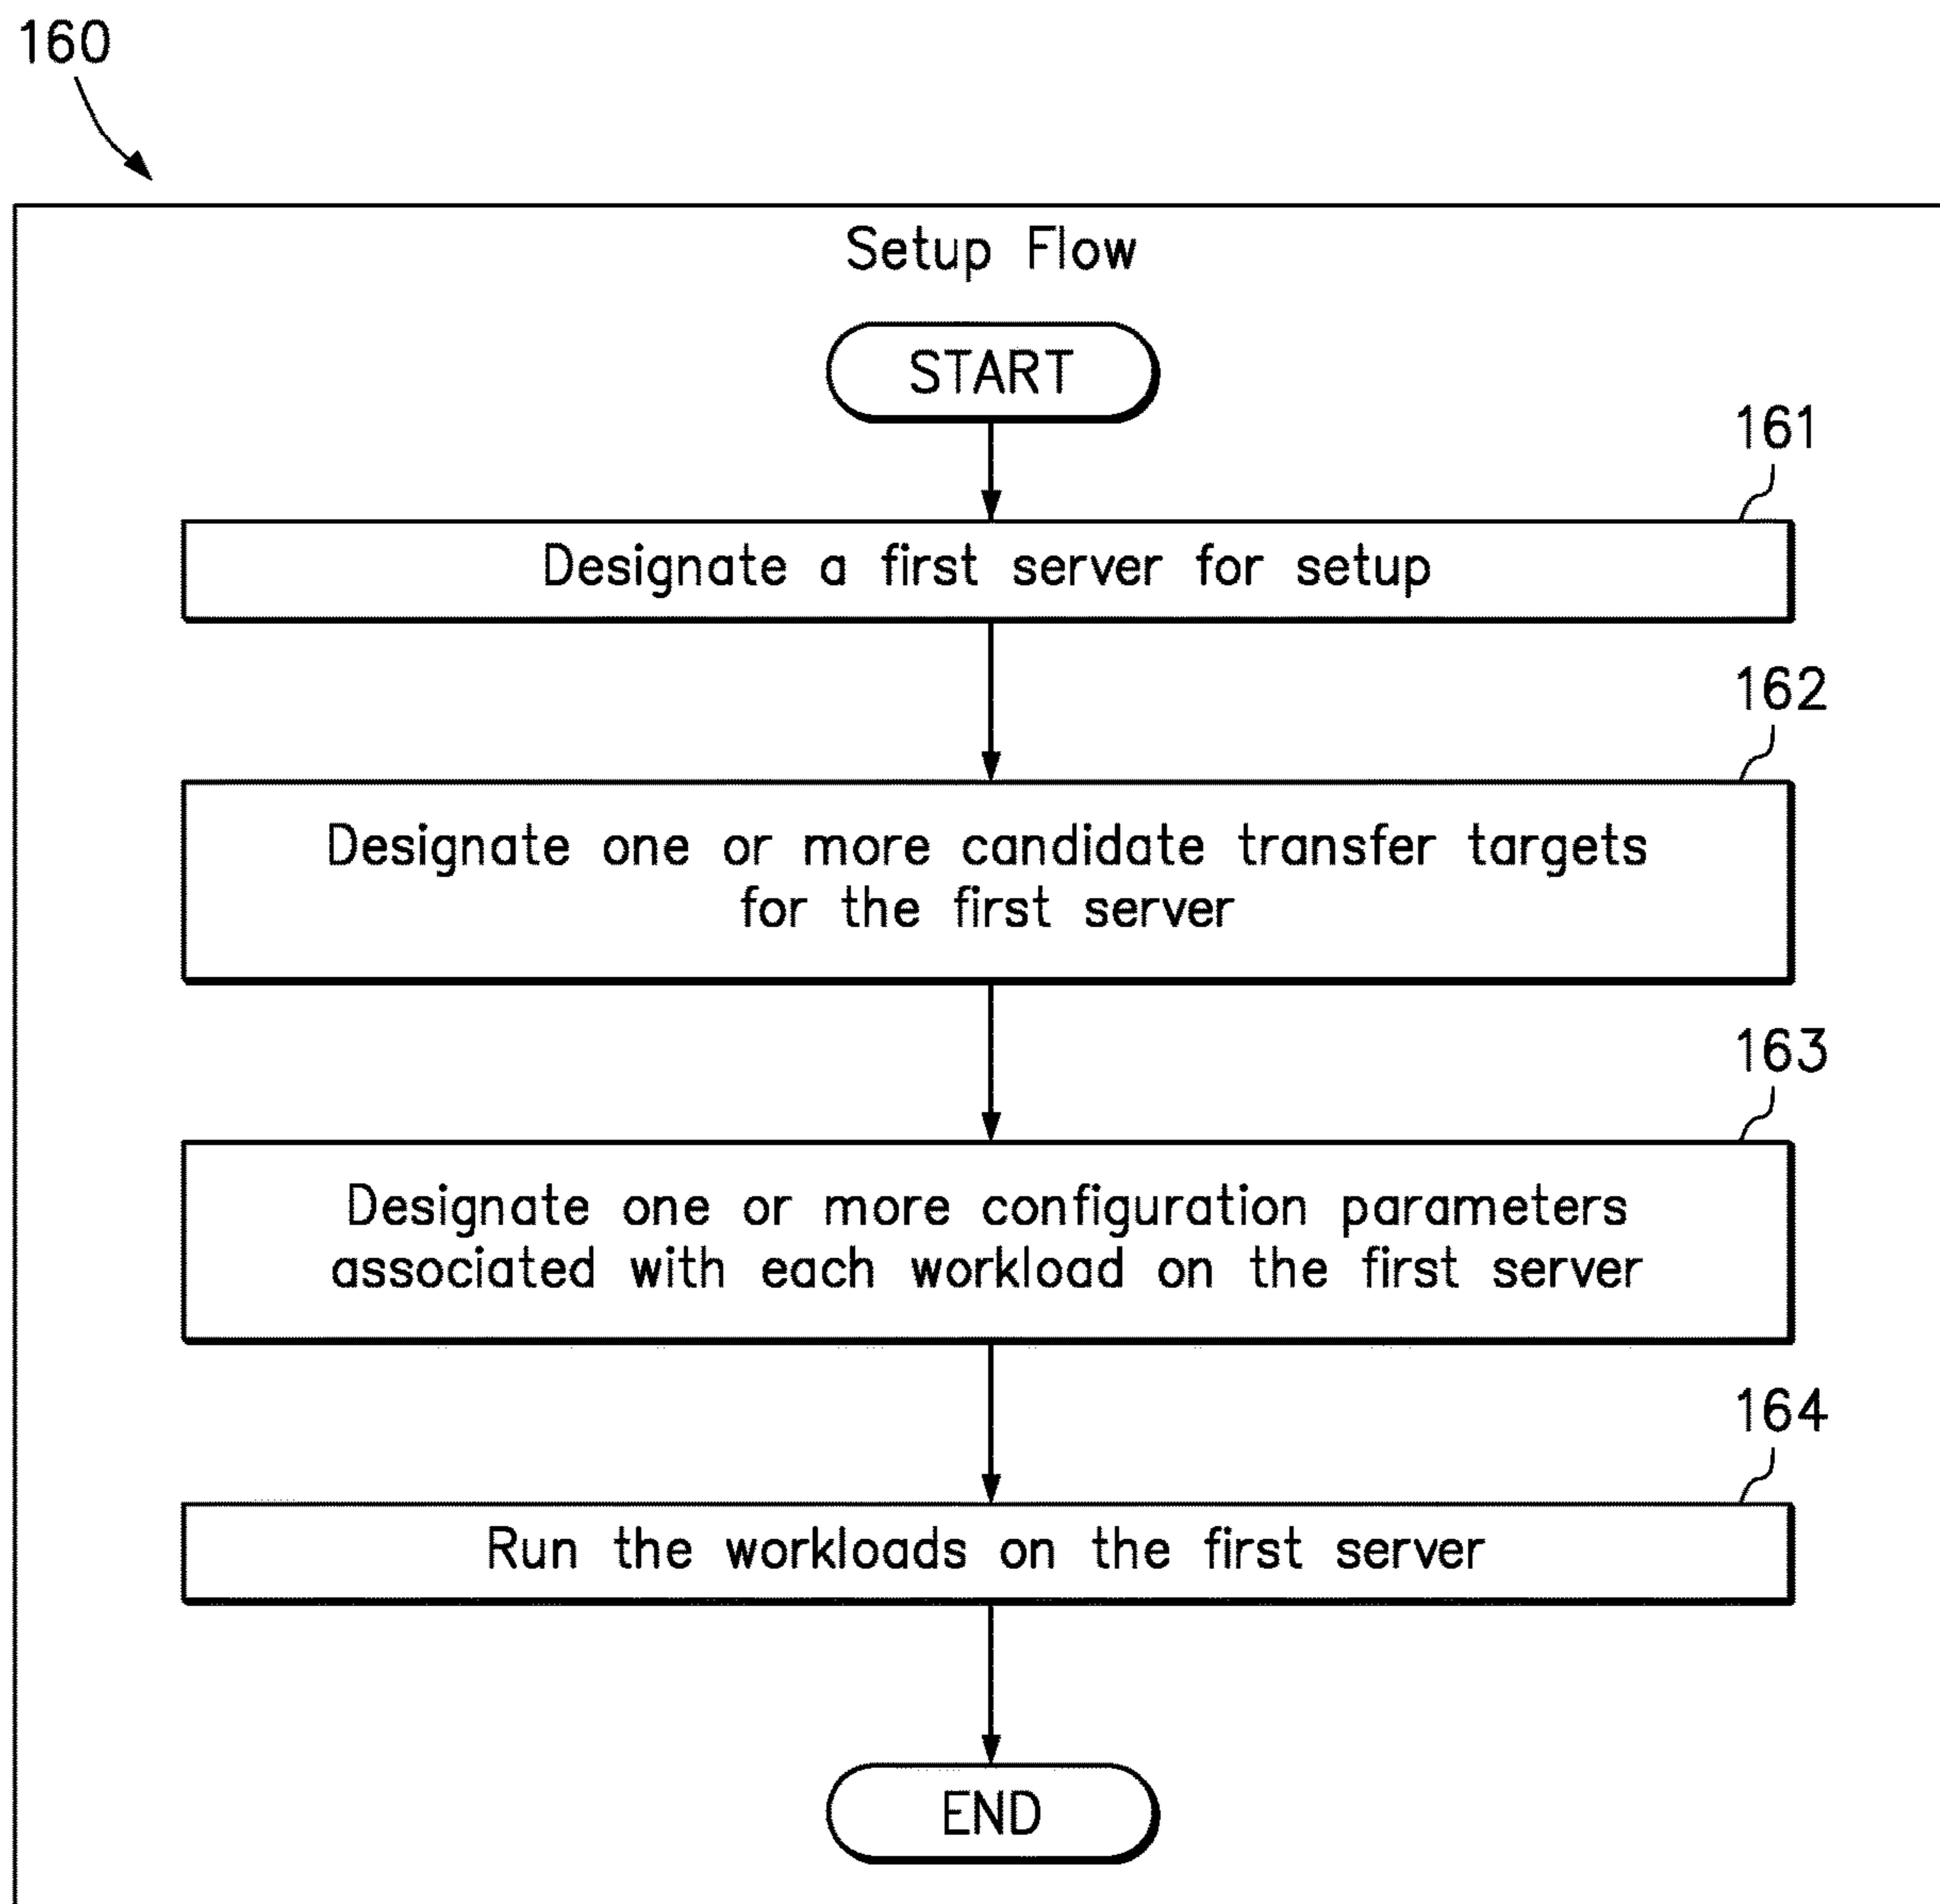 160
Setup Flow
START
161
Designate a first server for setup
162
Designate one or more candidate transfer targets
for the first server
163
Designate one or more configuration parameters
associated with each workload on the first server
164
Run the workloads on the first server
END